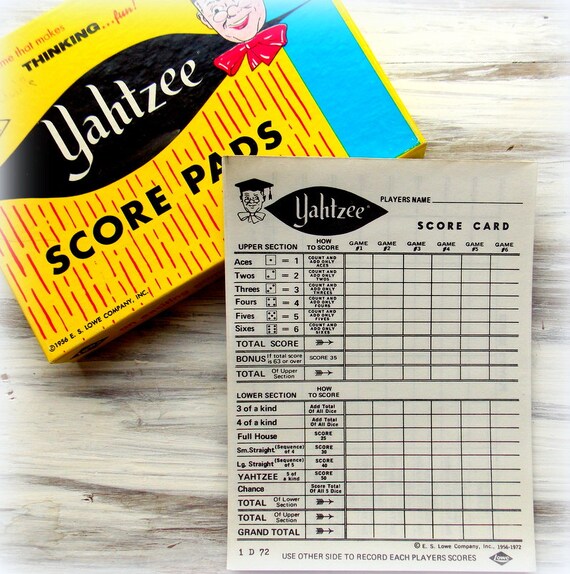 me that makes
THINKING...fun!
Yahtzee
SCORE PADS
©1956 E. S. LOWE COMPANY, INC.
Yahtzee®
PLAYERS NAME
SCORE CARD
UPPER SECTION HOW TO SCORE GAME #1 GAME #2 GAME #3 GAME #4 GAME #5 GAME #6
Aces = 1 COUNT AND ADD ONLY ACES
Twos = 2 COUNT AND ADD ONLY TWOS
Threes = 3 COUNT AND ADD ONLY THREES
Fours = 4 COUNT AND ADD ONLY FOURS
Fives = 5 COUNT AND ADD ONLY FIVES
Sixes = 6 COUNT AND ADD ONLY SIXES
TOTAL SCORE
BONUS If total score is 63 or over SCORE 35
TOTAL Of Upper Section
LOWER SECTION HOW TO SCORE
3 of a kind Add Total Of All Dice
4 of a kind Add Total Of All Dice
Full House SCORE 25
Sm. Straight (Sequence) of 4 SCORE 30
Lg. Straight (Sequence) of 5 SCORE 40
YAHTZEE 5 of a kind SCORE 50
Chance Score Total Of All 5 Dice
TOTAL Of Lower Section
TOTAL Of Upper Section
GRAND TOTAL
© E. S. Lowe Company, Inc. 1956-1972
1 D 72
USE OTHER SIDE TO RECORD EACH PLAYERS SCORES
Lowe